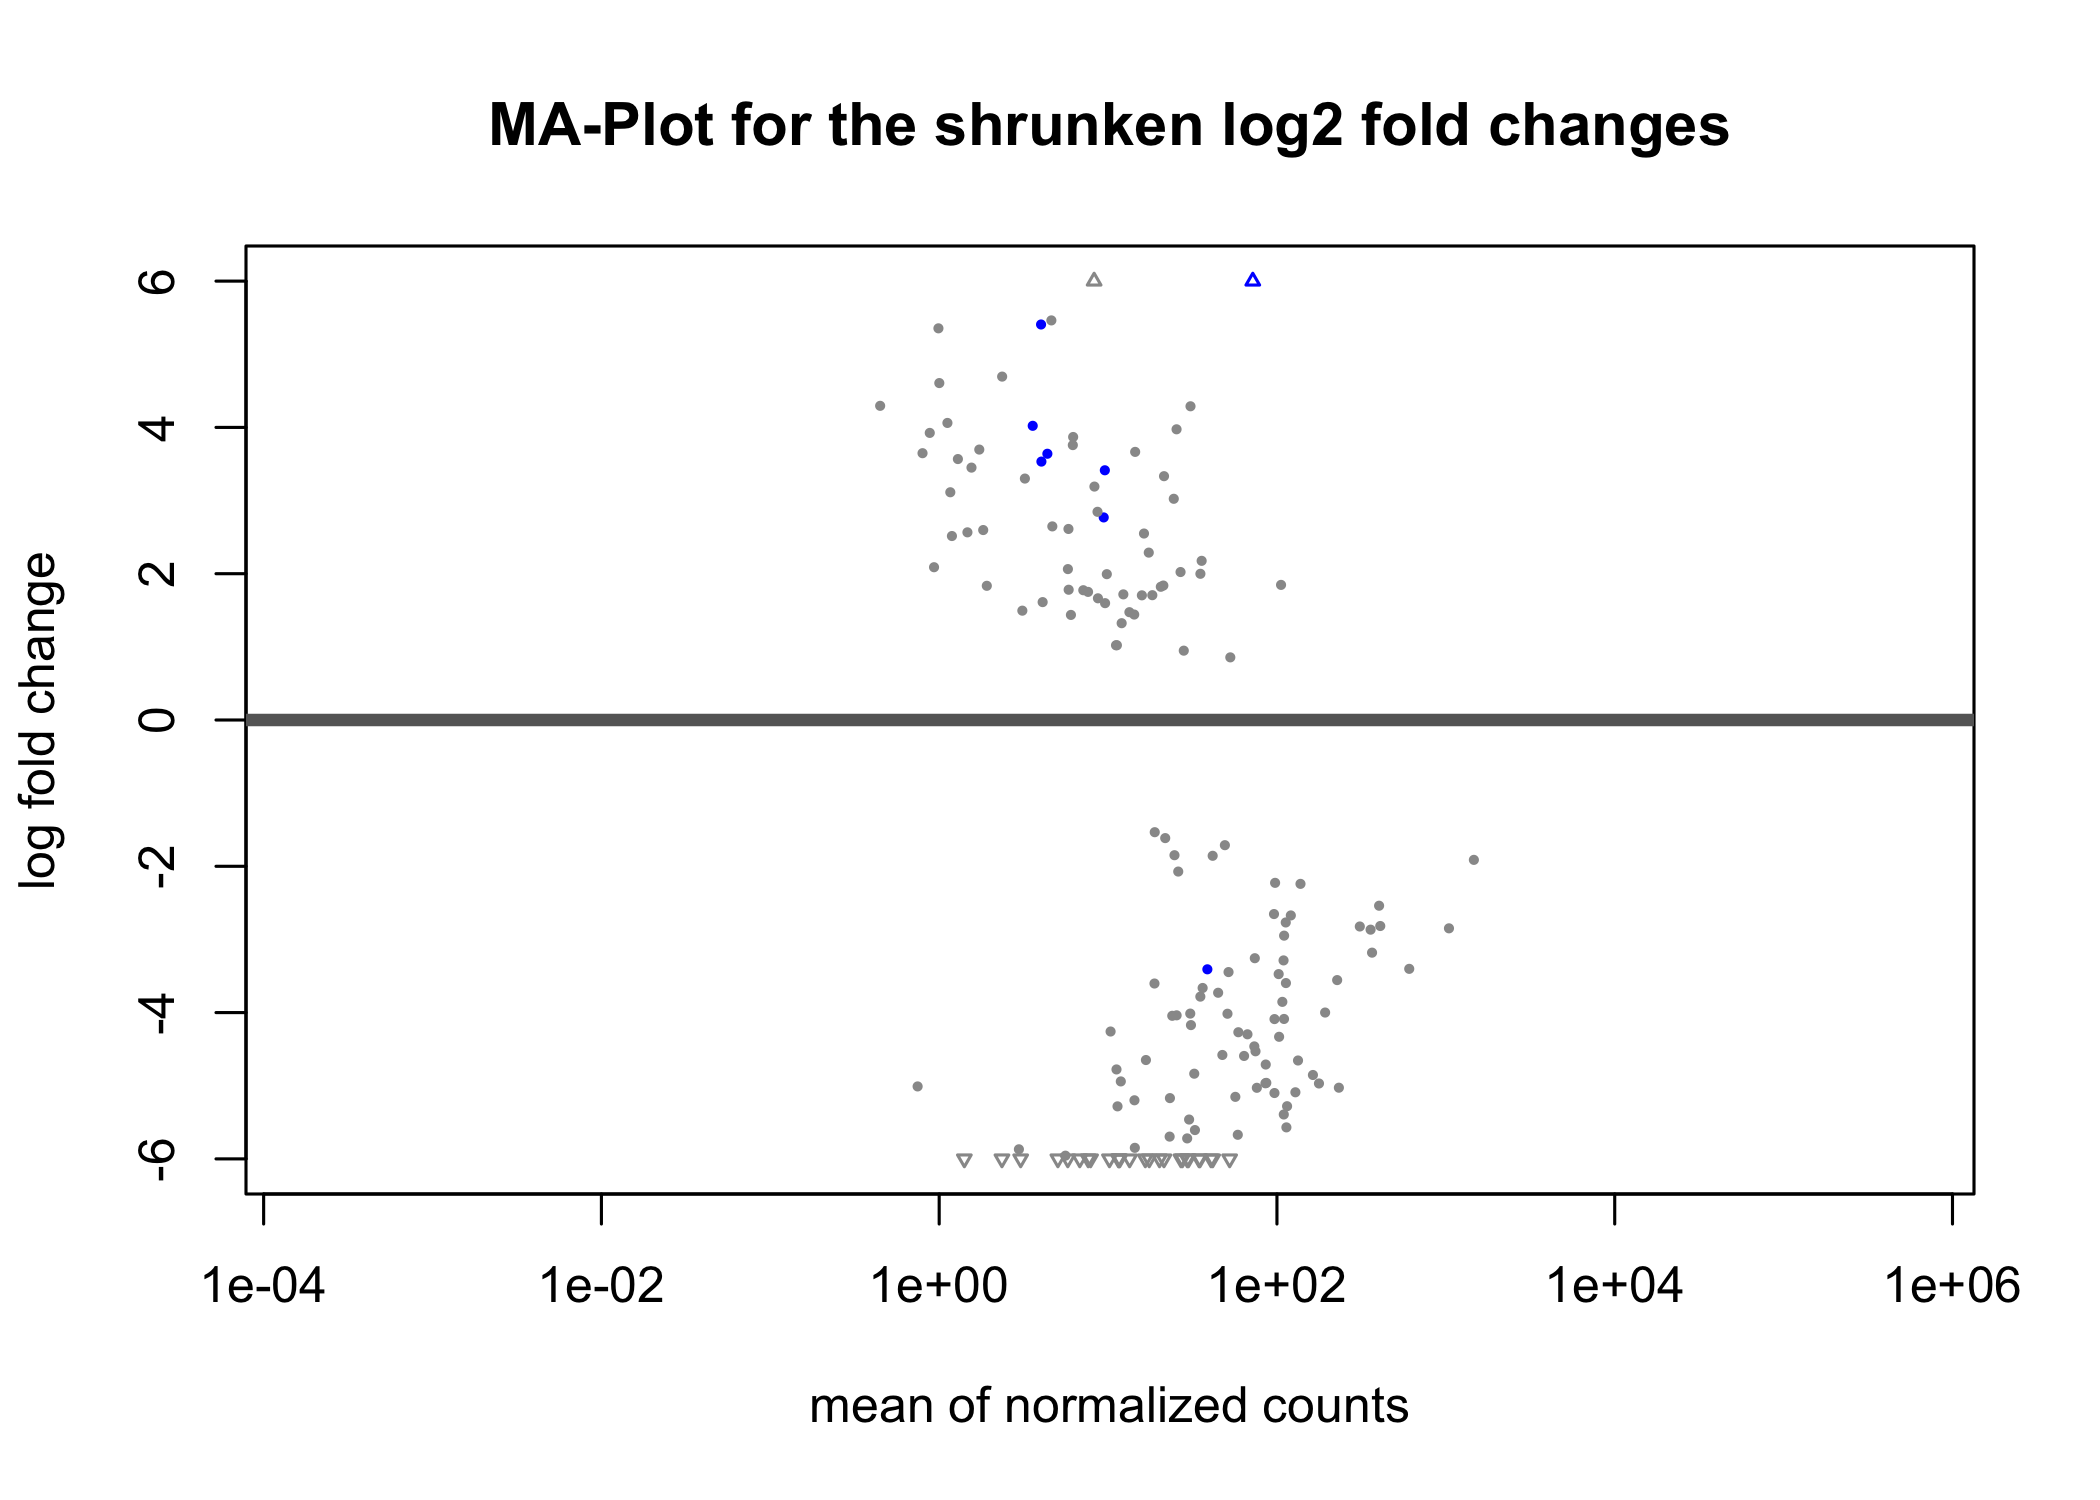 MA-Plot for the shrunken log2 fold changes
log fold change
6
4
2
0
-2
-4
-6
1e-04 1e-02 1e+00 1e+02 1e+04 1e+06
mean of normalized counts